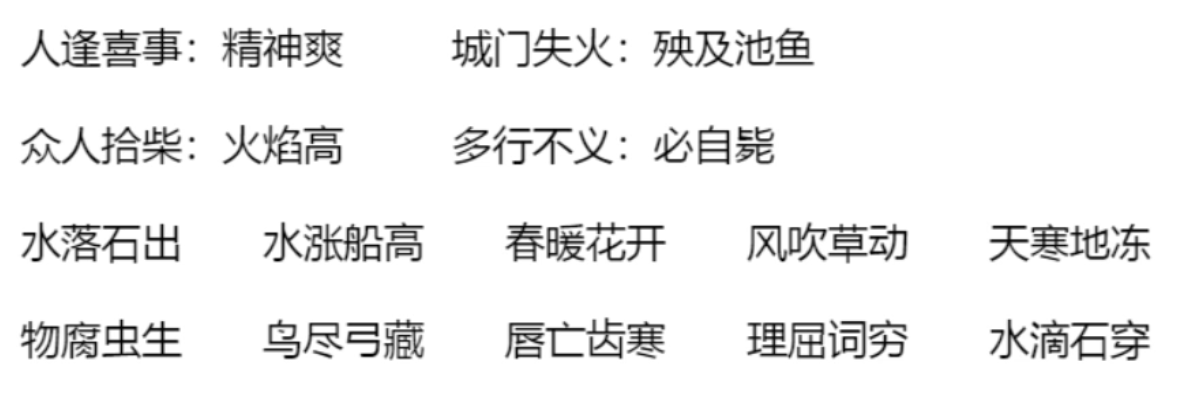 人逢喜事：精神爽 城门失火：殃及池鱼
众人拾柴：火焰高 多行不义：必自毙
水落石出 水涨船高 春暖花开 风吹草动 天寒地冻
物腐虫生 鸟尽弓藏 唇亡齿寒 理屈词穷 水滴石穿